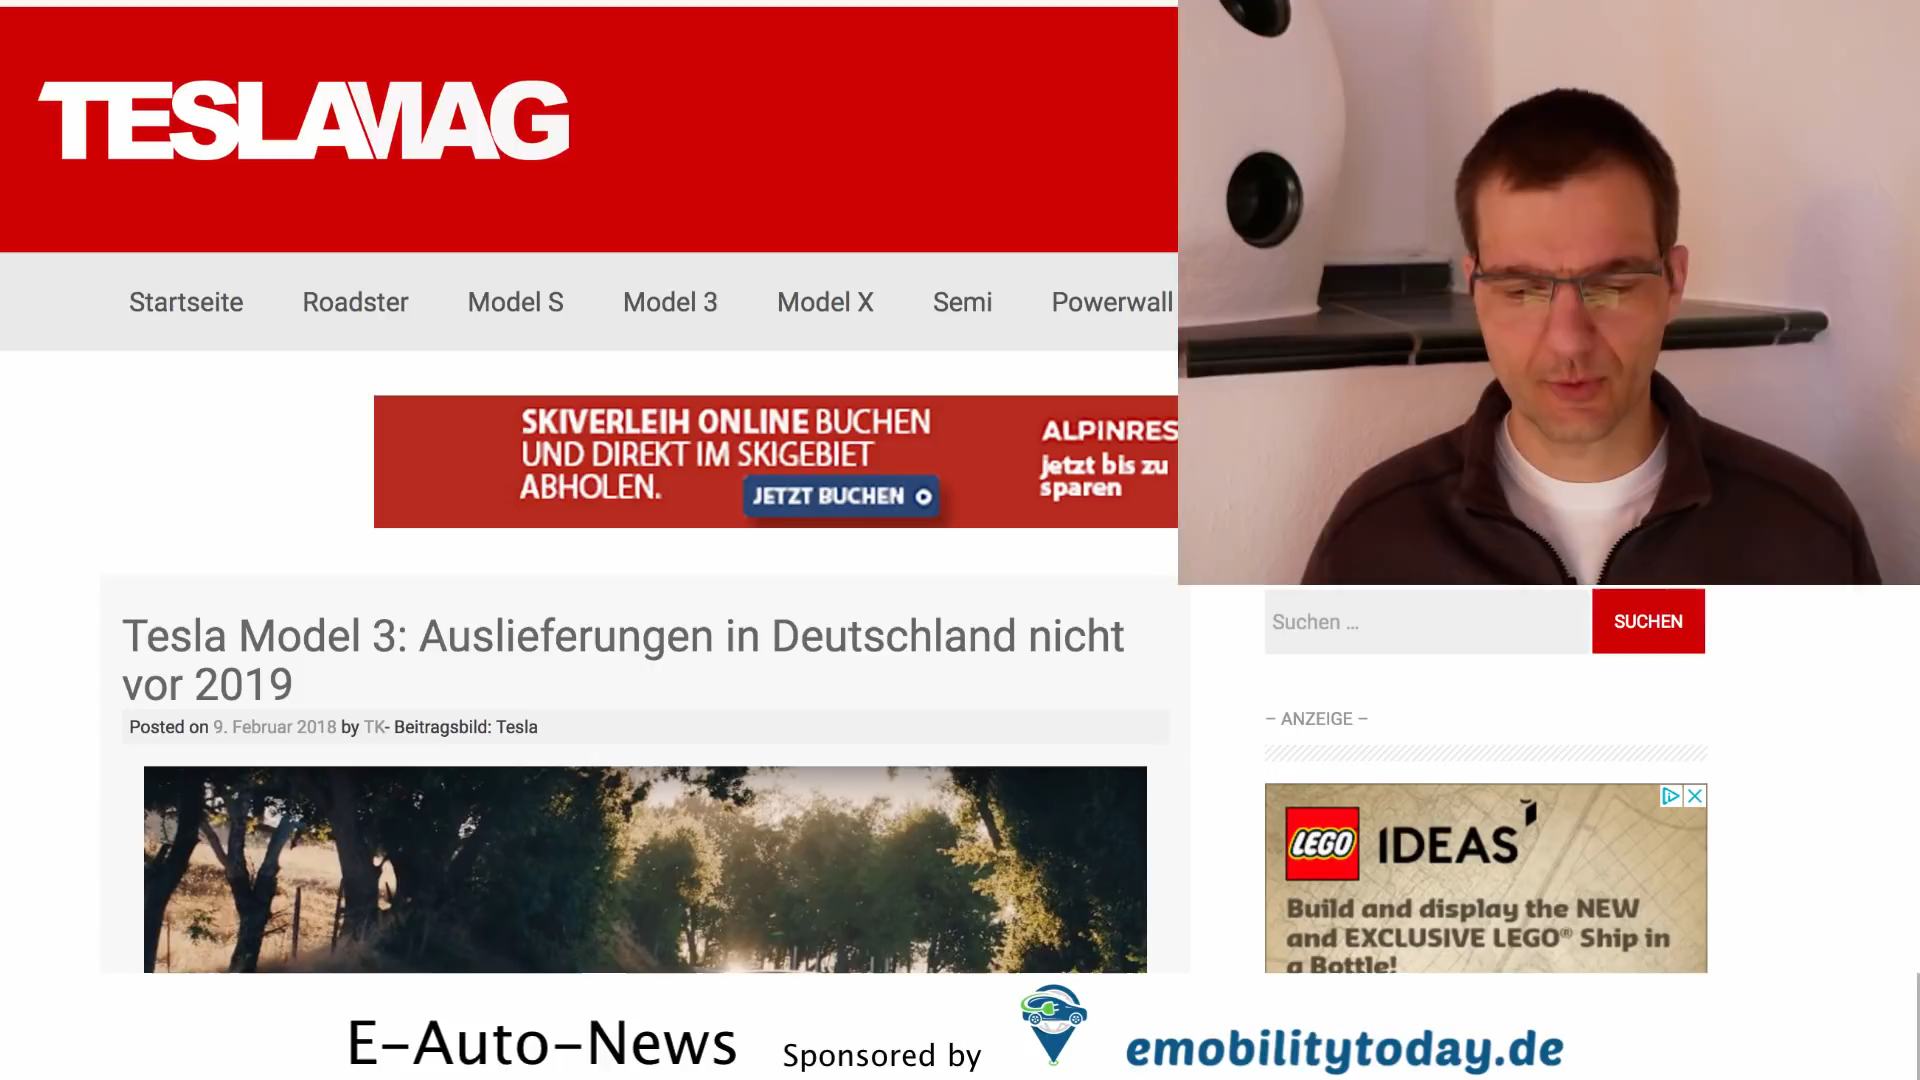 TESLAMAG
Startseite Roadster Model S Model 3 Model X Semi Powerwall
SKIVERLEIH ONLINE BUCHEN
UND DIREKT IM SKIGEBIET
ABHOLEN.
JETZT BUCHEN
ALPINRES
jetzt bis zu
sparen
Tesla Model 3: Auslieferungen in Deutschland nicht
vor 2019
Posted on 9. Februar 2018 by TK- Beitragsbild: Tesla
Suchen ...
SUCHEN
– ANZEIGE –
LEGO IDEAS
Build and display the NEW
and EXCLUSIVE LEGO® Ship in
a Bottle!
E-Auto-News Sponsored by emobilitytoday.de